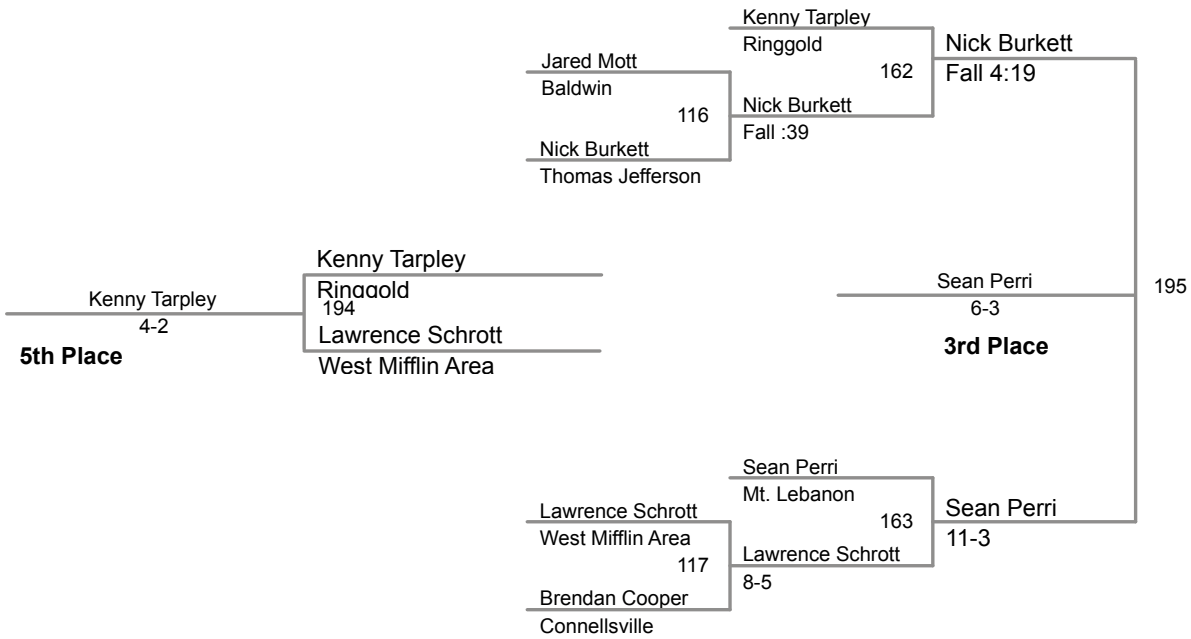 Kenny Tarpley
Ringgold
Jared Mott
Baldwin
162
Nick Burkett
Fall 4:19
116
Nick Burkett
Fall :39
Nick Burkett
Thomas Jefferson
Kenny Tarpley
Ringgold
194
Lawrence Schrott
West Mifflin Area
Kenny Tarpley
4-2
5th Place
Sean Perri
6-3
3rd Place
195
Sean Perri
Mt. Lebanon
Lawrence Schrott
West Mifflin Area
163
Sean Perri
11-3
117
Lawrence Schrott
8-5
Brendan Cooper
Connellsville